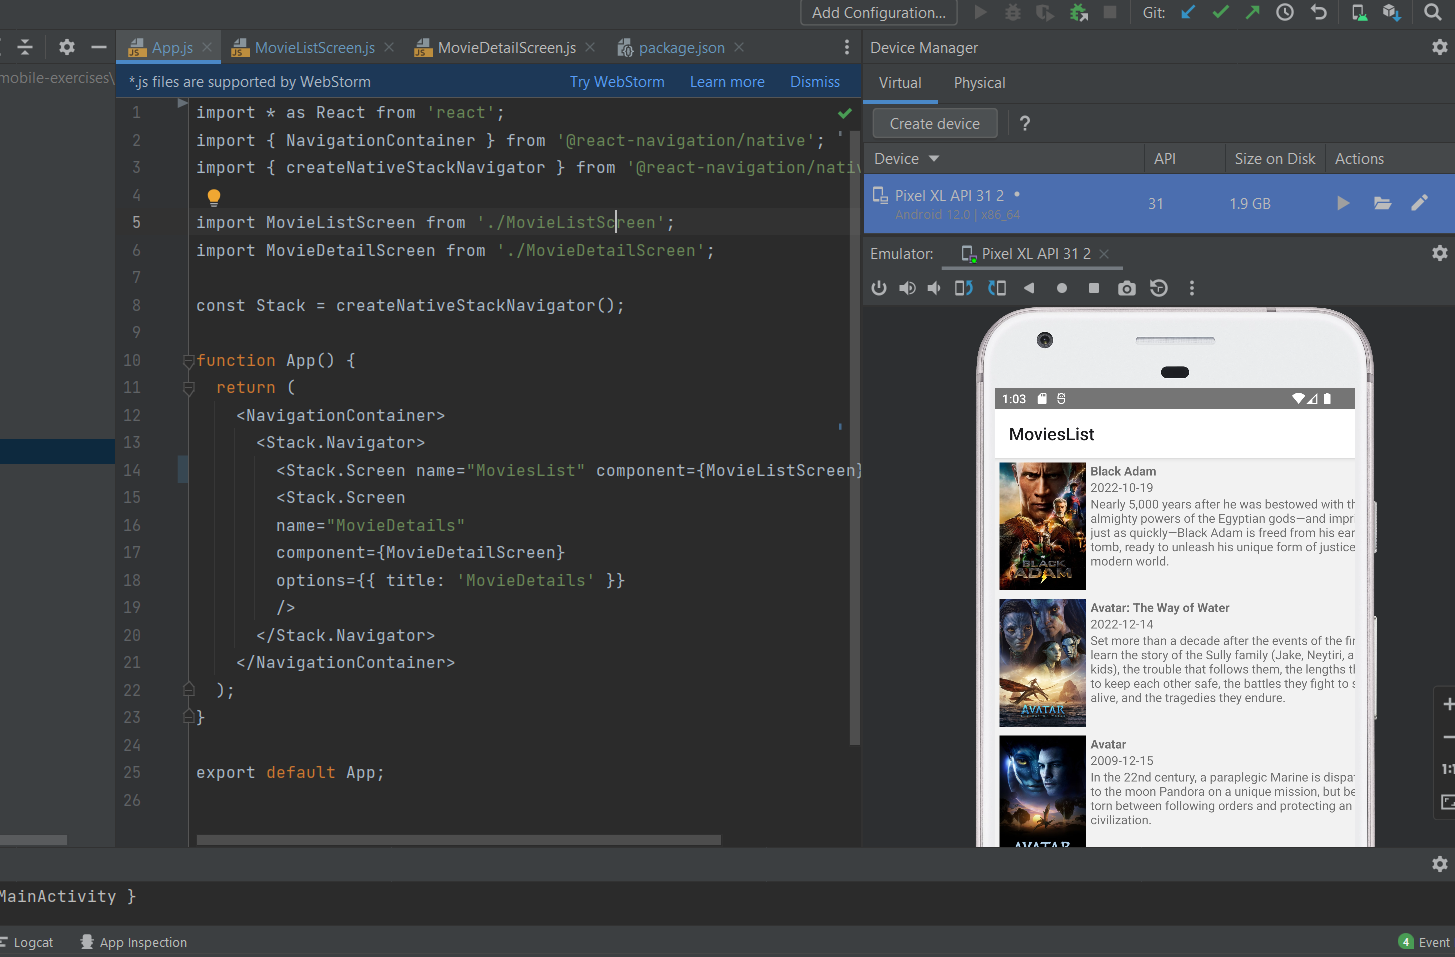 Add Configuration...
Git:
App.js
MovieListScreen.js
MovieDetailScreen.js
package.json
Device Manager
mobile-exercises\
*.js files are supported by WebStorm
Try WebStorm
Learn more
Dismiss
Virtual
Physical
Create device
?
Device
API
Size on Disk
Actions
Pixel XL API 31 2
Android 12.0 | x86_64
31
1.9 GB
Emulator:
Pixel XL API 31 2
1 import * as React from 'react';
2 import { NavigationContainer } from '@react-navigation/native'; '
3 import { createNativeStackNavigator } from '@react-navigation/nativ
4
5 import MovieListScreen from './MovieListScreen';
6 import MovieDetailScreen from './MovieDetailScreen';
7
8 const Stack = createNativeStackNavigator();
9
10 function App() {
11 return (
12 <NavigationContainer>
13 <Stack.Navigator>
14 <Stack.Screen name="MoviesList" component={MovieListScreen}
15 <Stack.Screen
16 name="MovieDetails"
17 component={MovieDetailScreen}
18 options={{ title: 'MovieDetails' }}
19 />
20 </Stack.Navigator>
21 </NavigationContainer>
22 );
23 }
24
25 export default App;
26
1:03
MoviesList
BLACK ADAM
Black Adam
2022-10-19
Nearly 5,000 years after he was bestowed with th
almighty powers of the Egyptian gods—and impr
just as quickly—Black Adam is freed from his ear
tomb, ready to unleash his unique form of justice
modern world.
AVATAR
Avatar: The Way of Water
2022-12-14
Set more than a decade after the events of the fir
learn the story of the Sully family (Jake, Neytiri, a
kids), the trouble that follows them, the lengths t
to keep each other safe, the battles they fight to s
alive, and the tragedies they endure.
AVATAR
Avatar
2009-12-15
In the 22nd century, a paraplegic Marine is dispa
to the moon Pandora on a unique mission, but be
torn between following orders and protecting an
civilization.
1:1
MainActivity }
Logcat
App Inspection
4 Event